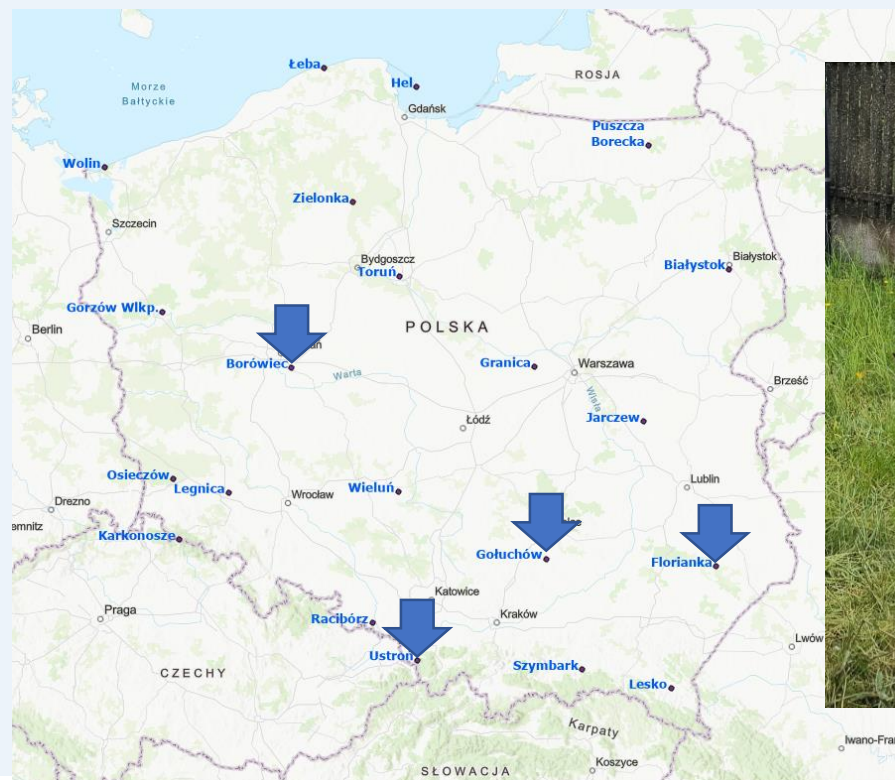 Łeba
Hel
ROSJA
Morze
Bałtyckie
Gdańsk
Puszcza
Borecka
Wolin
Zielonka
Szczecin
Bydgoszcz
Toruń
Białystok
Białystok
Gorzów Wlkp.
Berlin
POLSKA
Borówiec
Warta
Granica
Warszawa
Brześć
Wisła
Jarczew
Łódź
Osieczów
Legnica
Wrocław
Wieluń
Lublin
Drezno
Karkonosze
Gołuchów
Florianka
Katowice
Praga
Racibórz
Kraków
Lwów
Ustroń
CZECHY
Szymbark
Lesko
Karpaty
SŁOWACJA
Koszyce